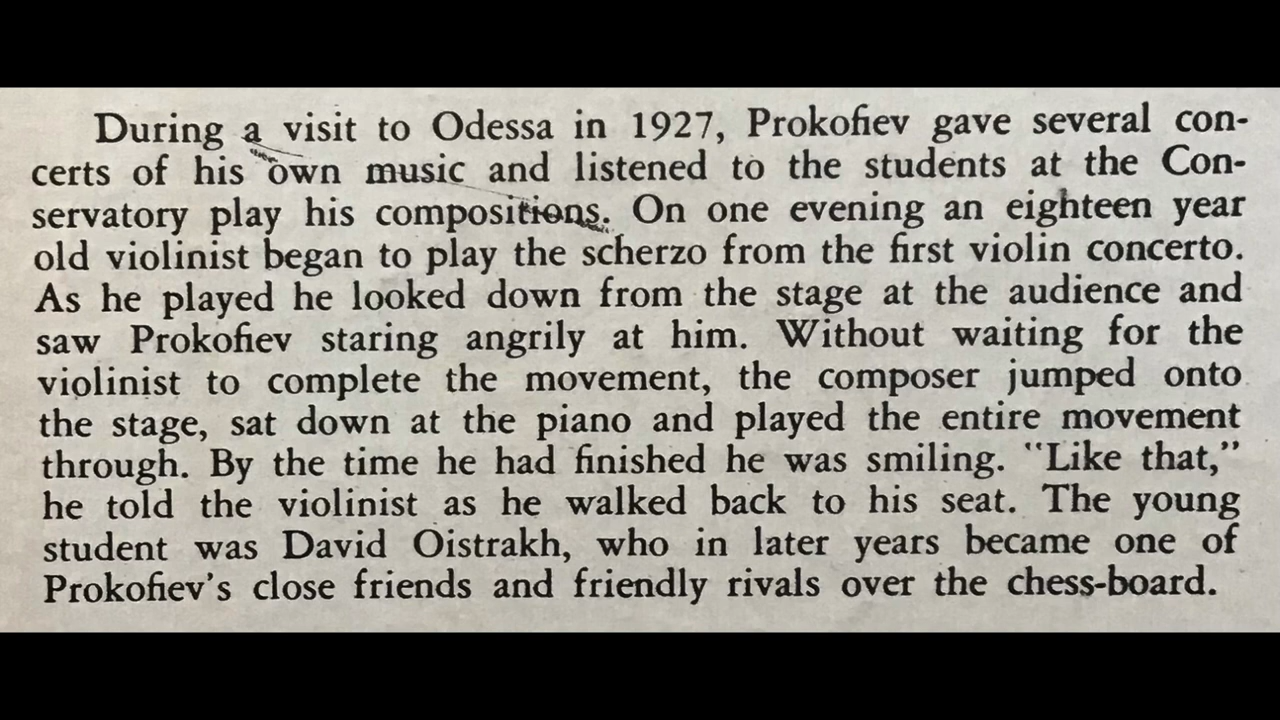 During a visit to Odessa in 1927, Prokofiev gave several con-
certs of his own music and listened to the students at the Con-
servatory play his compositions. On one evening an eighteen year
old violinist began to play the scherzo from the first violin concerto.
As he played he looked down from the stage at the audience and
saw Prokofiev staring angrily at him. Without waiting for the
violinist to complete the movement, the composer jumped onto
the stage, sat down at the piano and played the entire movement
through. By the time he had finished he was smiling. "Like that,"
he told the violinist as he walked back to his seat. The young
student was David Oistrakh, who in later years became one of
Prokofiev's close friends and friendly rivals over the chess-board.